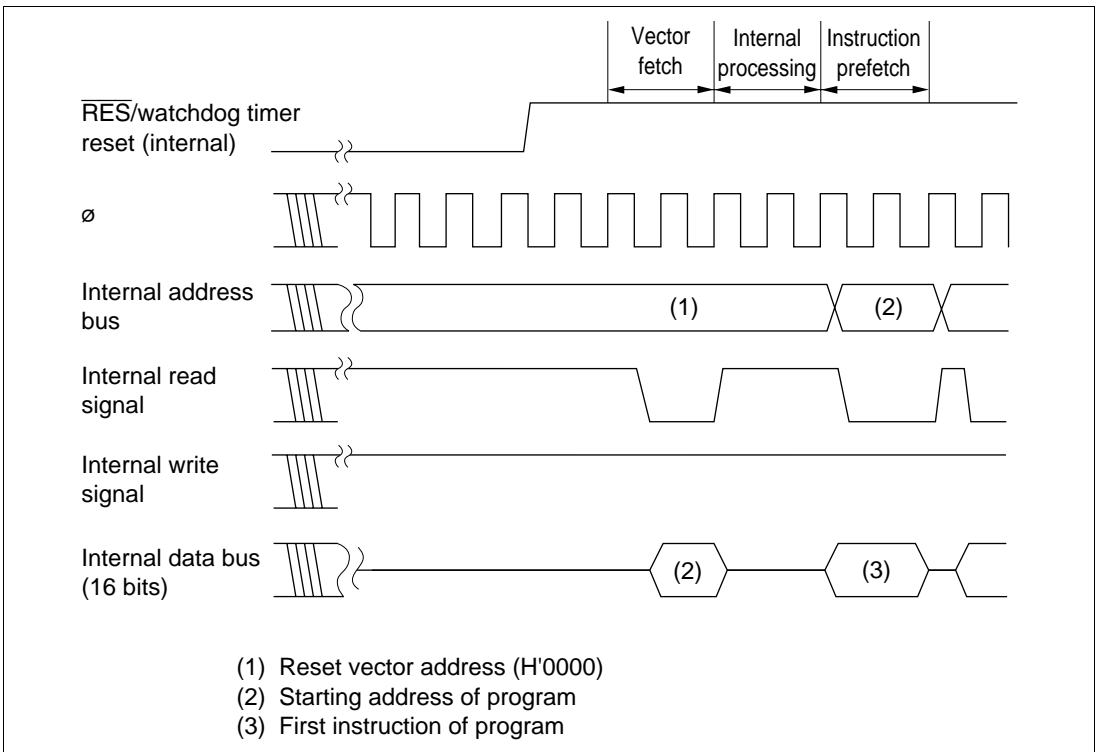 Vector fetch
Internal processing
Instruction prefetch
R̅E̅S̅/watchdog timer
reset (internal)
ø
Internal address
bus
(1)
(2)
Internal read
signal
Internal write
signal
Internal data bus
(16 bits)
(2)
(3)
(1) Reset vector address (H'0000)
(2) Starting address of program
(3) First instruction of program